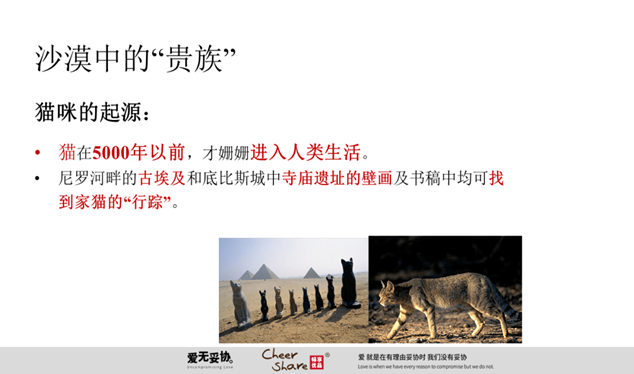 沙漠中的“贵族”
猫咪的起源：
• 猫在5000年以前，才姗姗进入人类生活。
• 尼罗河畔的古埃及和底比斯城中寺庙遗址的壁画及书稿中均可找
到家猫的“行踪”。
爱无妥协
Uncompromising Love
Cheer
Share
®
爱 就是在有理由妥协时 我们没有妥协
Love is when we have every reason to compromise but we do not.